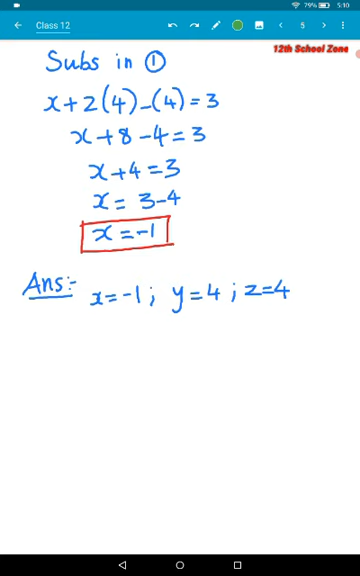 79% 5:10
Class 12 5
12th School Zone
Subs in ①
x+2(4)-(4)=3
x+8-4=3
x+4=3
x=3-4
x=-1
Ans:-
x=-1; y=4; z=4